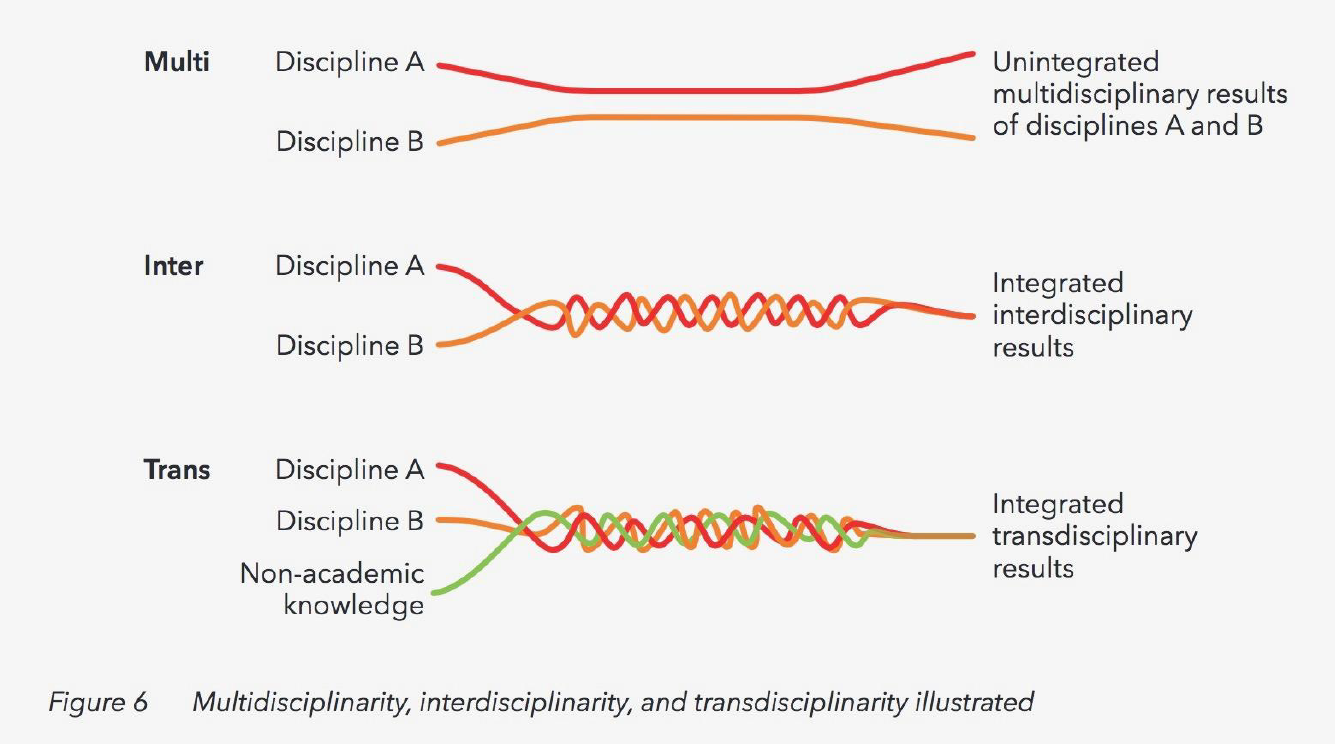 Multi
Discipline A
Discipline B
Unintegrated
multidisciplinary results
of disciplines A and B
Inter
Discipline A
Discipline B
Integrated
interdisciplinary
results
Trans
Discipline A
Discipline B
Non-academic
knowledge
Integrated
transdisciplinary
results
Figure 6 Multidisciplinarity, interdisciplinarity, and transdisciplinarity illustrated